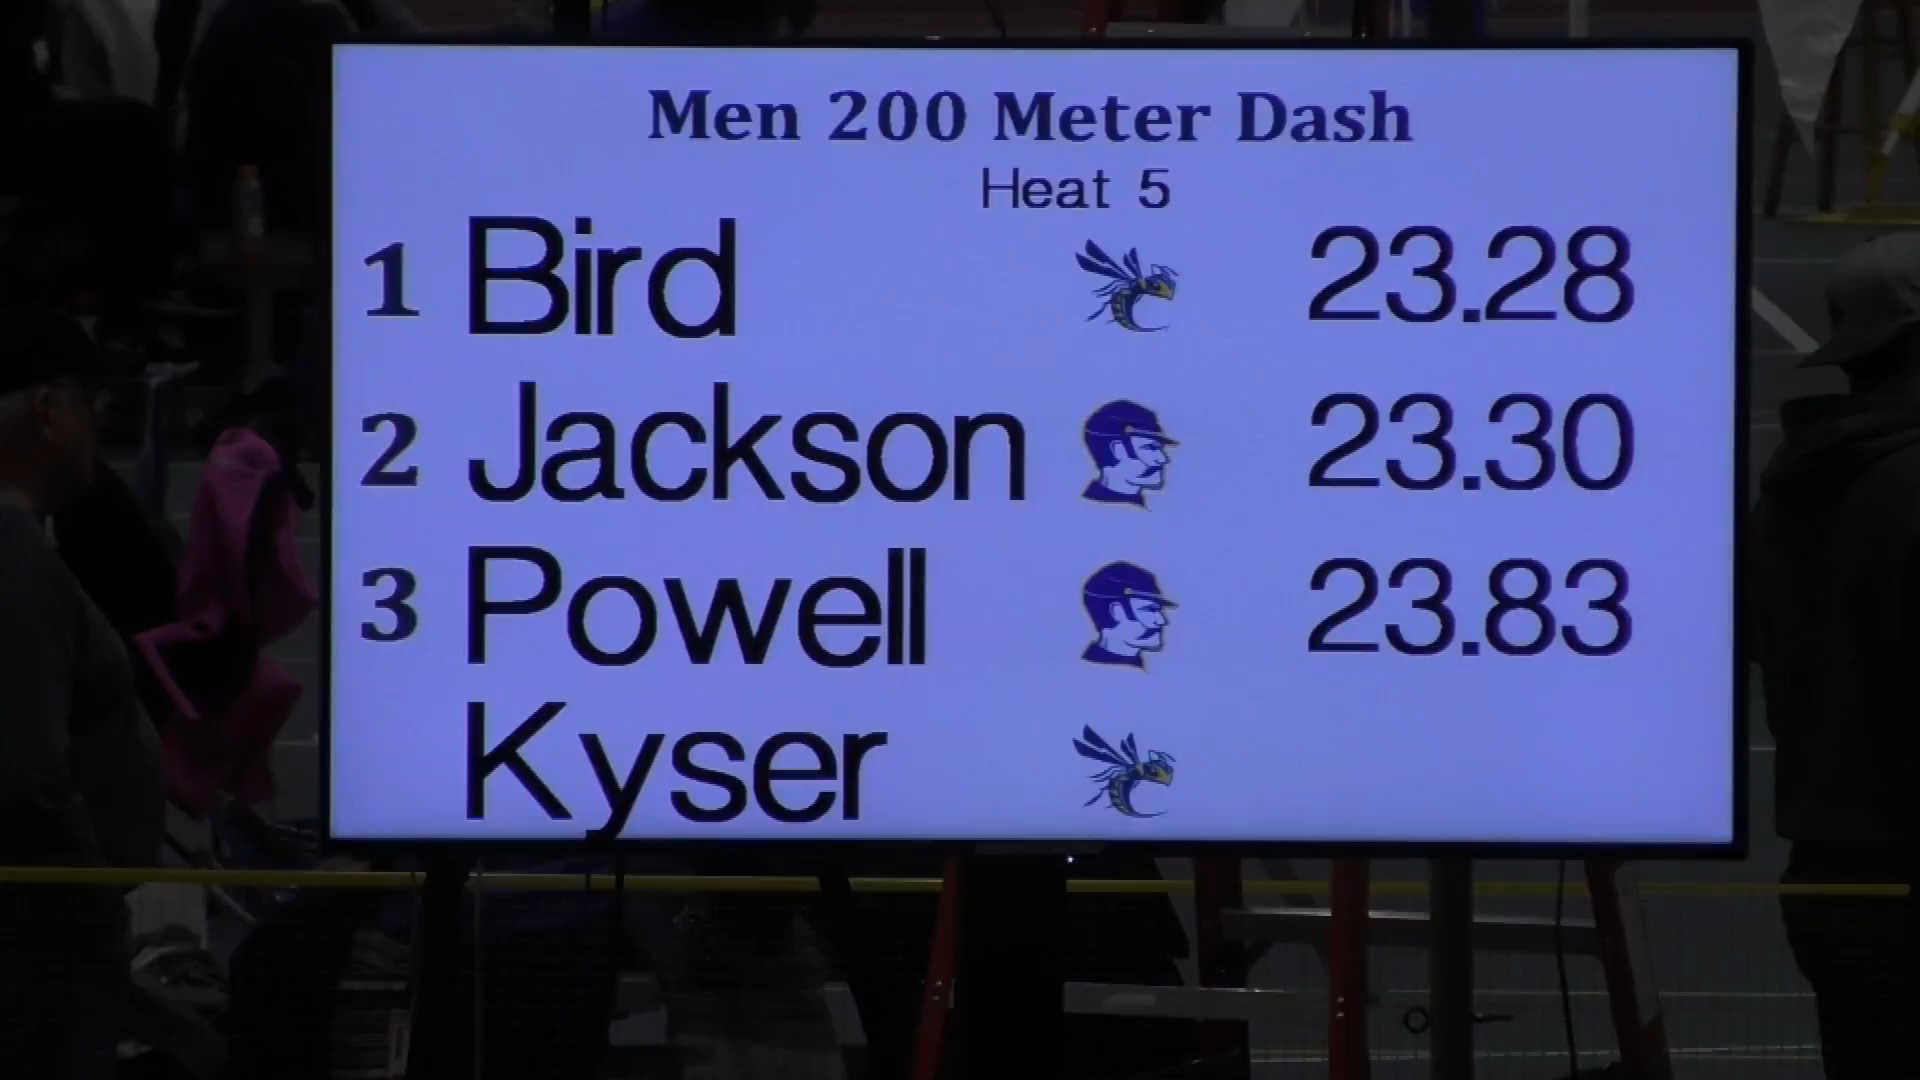 Men 200 Meter Dash
Heat 5
1 Bird 23.28
2 Jackson 23.30
3 Powell 23.83
Kyser